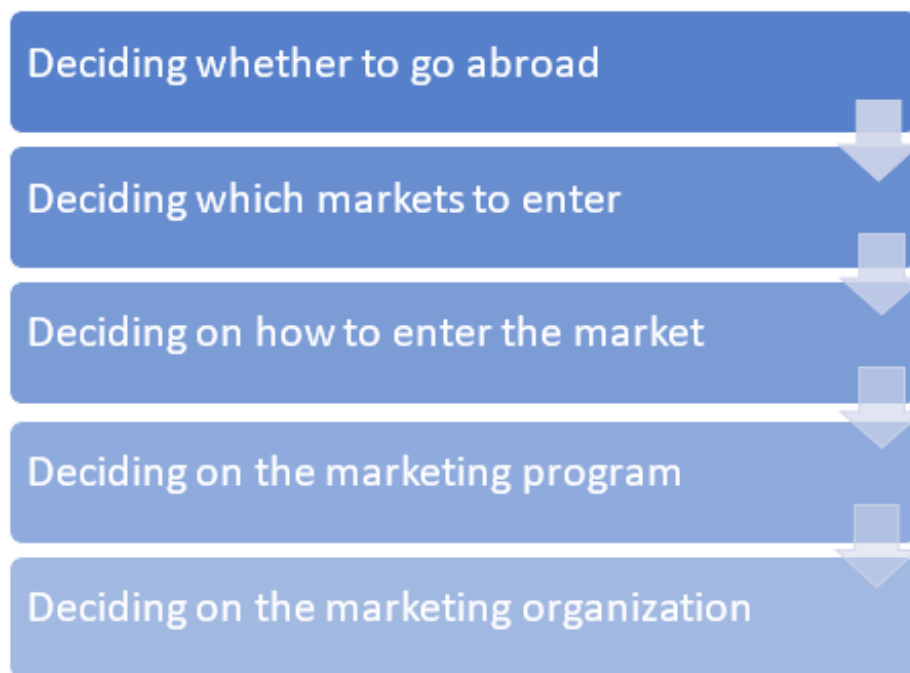 Deciding whether to go abroad
Deciding which markets to enter
Deciding on how to enter the market
Deciding on the marketing program
Deciding on the marketing organization